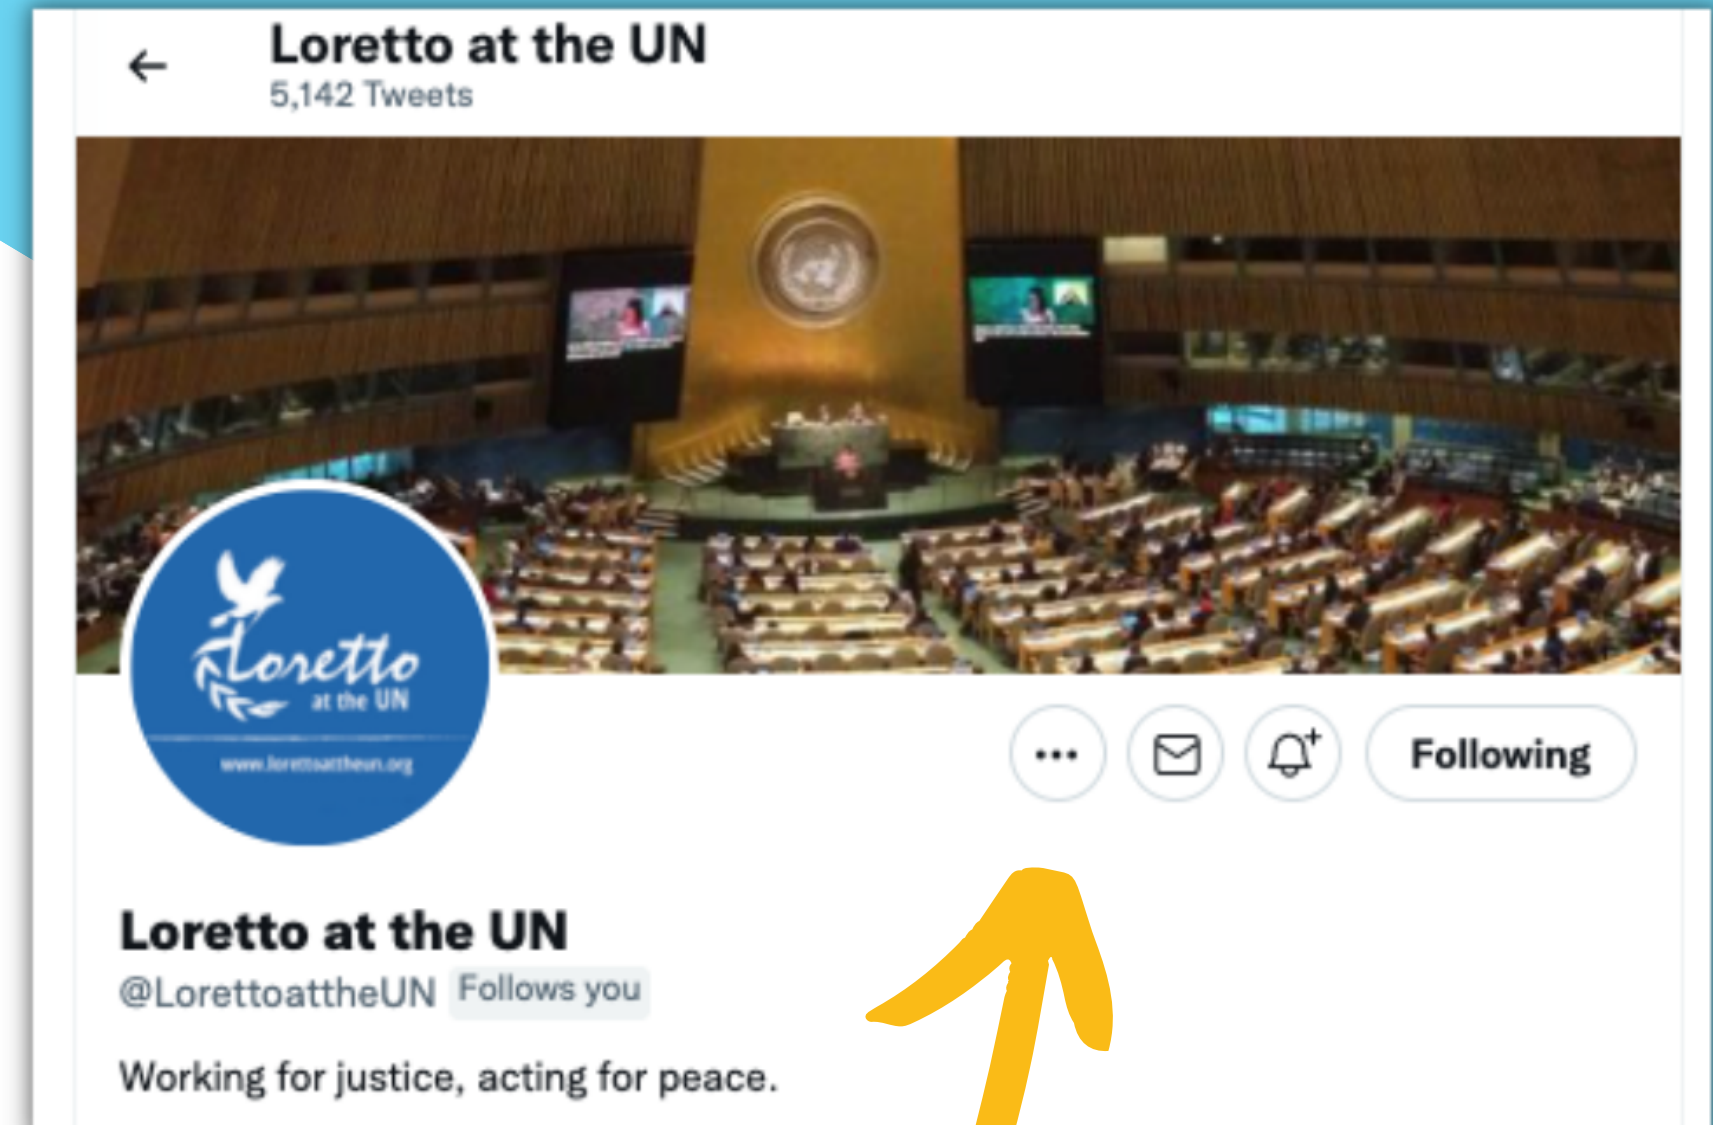 Loretto at the UN
5,142 Tweets
Loretto
at the UN
www.lorettoattheun.org
Following
Loretto at the UN
@LorettoattheUN Follows you
Working for justice, acting for peace.